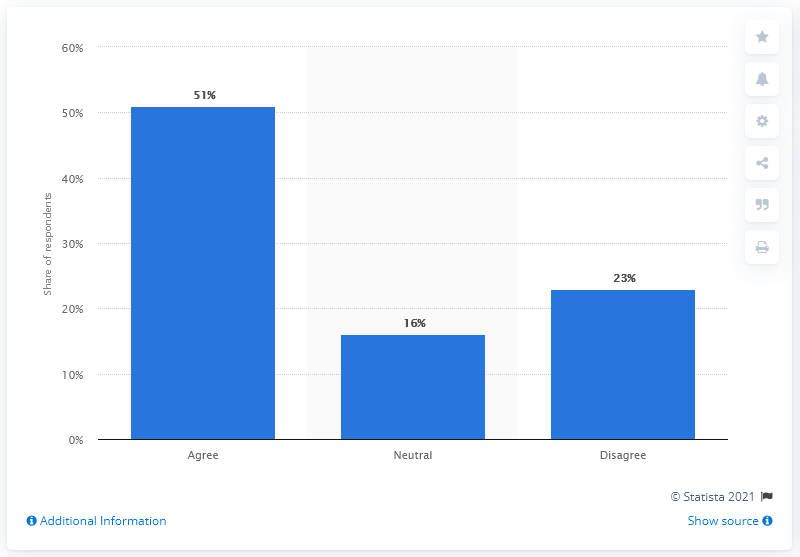 60%
50%
40%
30%
20%
10%
0%
Share of respondents
51%
16%
23%
Agree
Neutral
Disagree
© Statista 2021
Additional Information
Show source